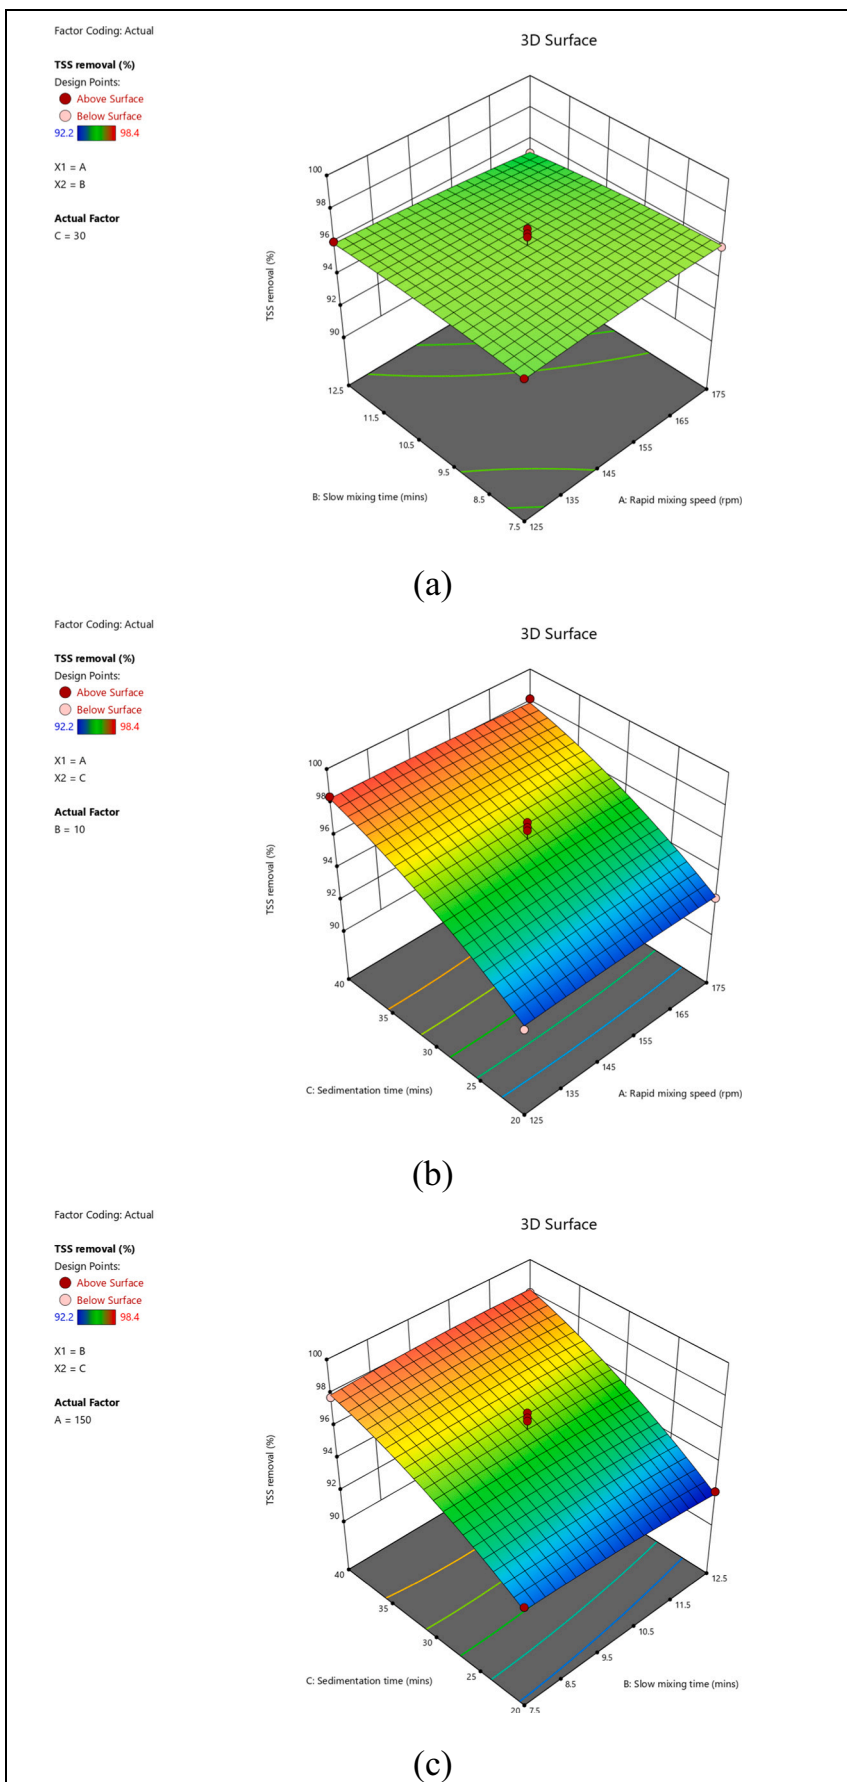 Factor Coding: Actual
3D Surface
TSS removal (%)
Design Points:
Above Surface
Below Surface
92.2 98.4
X1 = A
X2 = B
Actual Factor
C = 30
100
98
96
94
92
90
TSS removal (%)
12.5
11.5
10.5
9.5
8.5
7.5
B: Slow mixing time (mins)
125
135
145
155
165
175
A: Rapid mixing speed (rpm)
(a)
Factor Coding: Actual
3D Surface
TSS removal (%)
Design Points:
Above Surface
Below Surface
92.2 98.4
X1 = A
X2 = C
Actual Factor
B = 10
100
98
96
94
92
90
TSS removal (%)
40
35
30
25
20
C: Sedimentation time (mins)
125
135
145
155
165
175
A: Rapid mixing speed (rpm)
(b)
Factor Coding: Actual
3D Surface
TSS removal (%)
Design Points:
Above Surface
Below Surface
92.2 98.4
X1 = B
X2 = C
Actual Factor
A = 150
100
98
96
94
92
90
TSS removal (%)
40
35
30
25
20
C: Sedimentation time (mins)
7.5
8.5
9.5
10.5
11.5
12.5
B: Slow mixing time (mins)
(c)